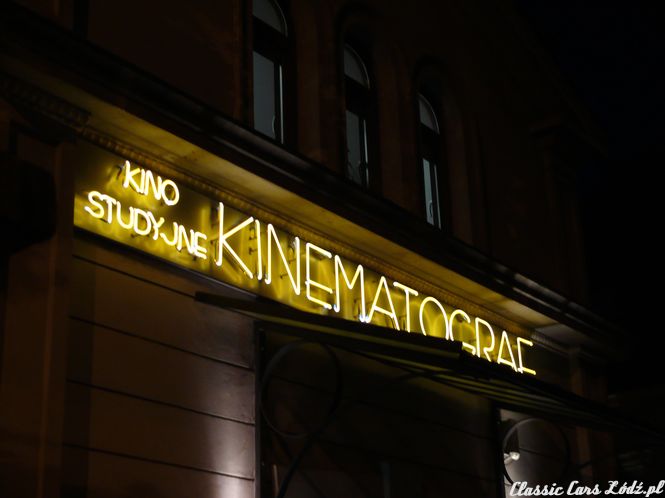 KINO
STUDYJNE
KINEMATOGRAF
Classic Cars Łódź.pl